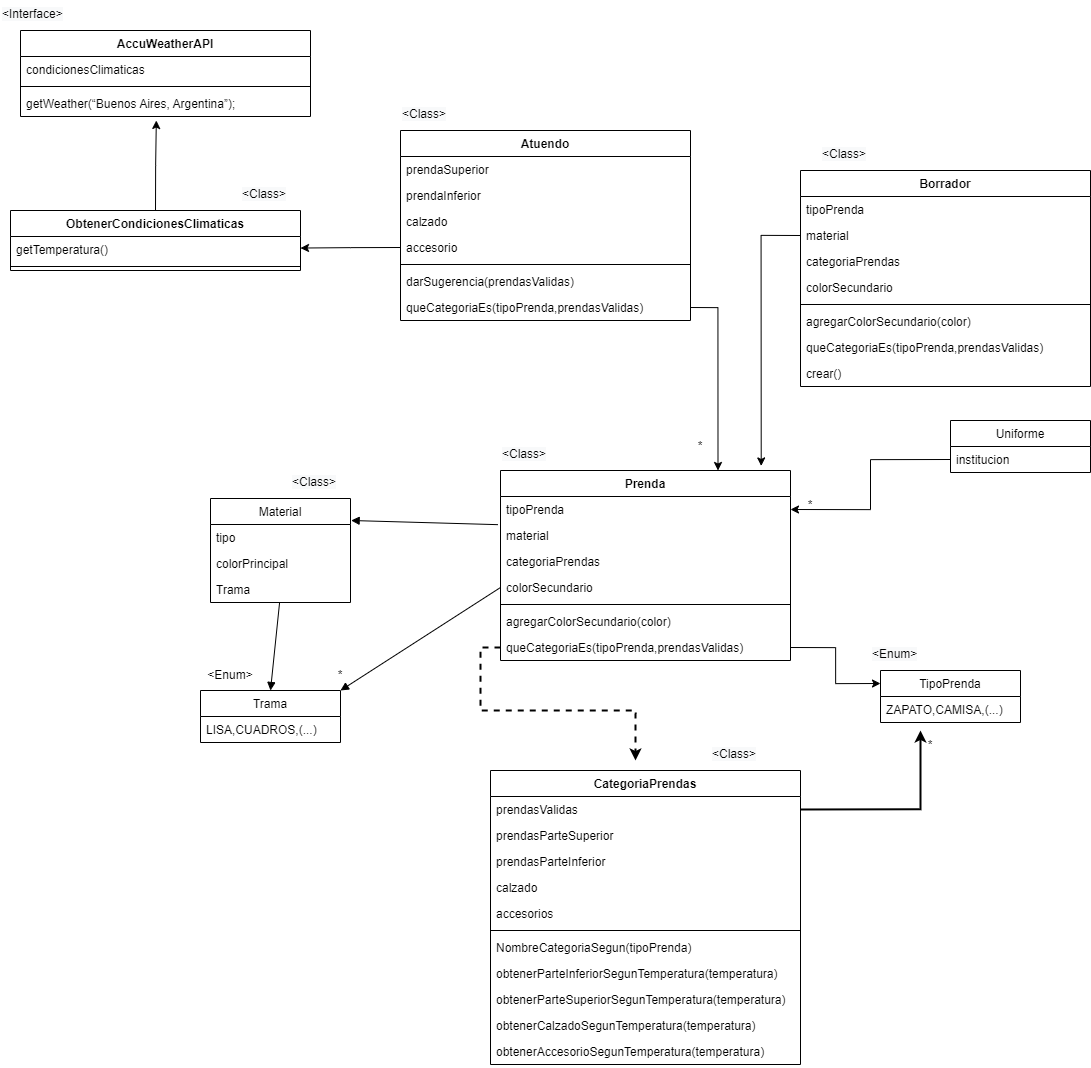 <Interface>
AccuWeatherAPI
condicionesClimaticas
getWeather(“Buenos Aires, Argentina”);
<Class>
ObtenerCondicionesClimaticas
getTemperatura()
<Class>
Atuendo
prendaSuperior
prendaInferior
calzado
accesorio
darSugerencia(prendasValidas)
queCategoriaEs(tipoPrenda,prendasValidas)
<Class>
Borrador
tipoPrenda
material
categoriaPrendas
colorSecundario
agregarColorSecundario(color)
queCategoriaEs(tipoPrenda,prendasValidas)
crear()
Uniforme
institucion
*
*
<Class>
Prenda
tipoPrenda
material
categoriaPrendas
colorSecundario
agregarColorSecundario(color)
queCategoriaEs(tipoPrenda,prendasValidas)
<Class>
Material
tipo
colorPrincipal
Trama
<Enum>
*
Trama
LISA,CUADROS,(...)
<Enum>
TipoPrenda
ZAPATO,CAMISA,(...)
*
<Class>
CategoriaPrendas
prendasValidas
prendasParteSuperior
prendasParteInferior
calzado
accesorios
NombreCategoriaSegun(tipoPrenda)
obtenerParteInferiorSegunTemperatura(temperatura)
obtenerParteSuperiorSegunTemperatura(temperatura)
obtenerCalzadoSegunTemperatura(temperatura)
obtenerAccesorioSegunTemperatura(temperatura)